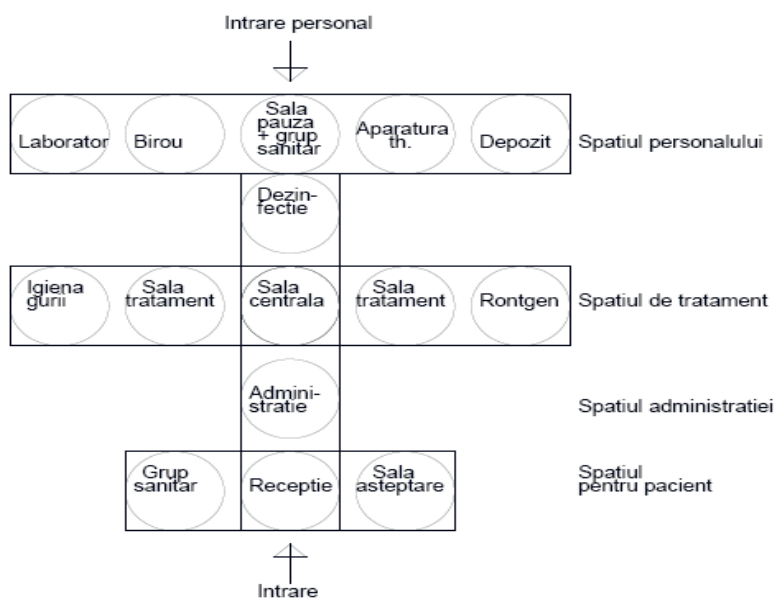 Intrare personal
Laborator
Birou
Sala
pauza
+ grup
sanitar
Aparatura
th.
Depozit
Spatiul personalului
Dezin-
fectie
Igiena
gurii
Sala
tratament
Sala
centrala
Sala
tratament
Rontgen
Spatiul de tratament
Admini-
stratie
Spatiul administratiei
Grup
sanitar
Receptie
Sala
asteptare
Spatiul
pentru pacient
Intrare